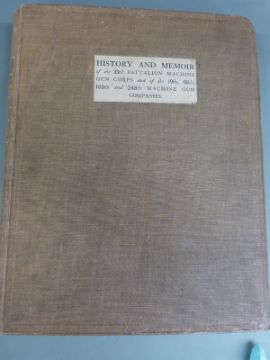 HISTORY AND MEMOIR
of the 33rd BATTALION MACHINE
GUN CORPS and of the 19th, 98th,
100th and 248th MACHINE GUN
COMPANIES.